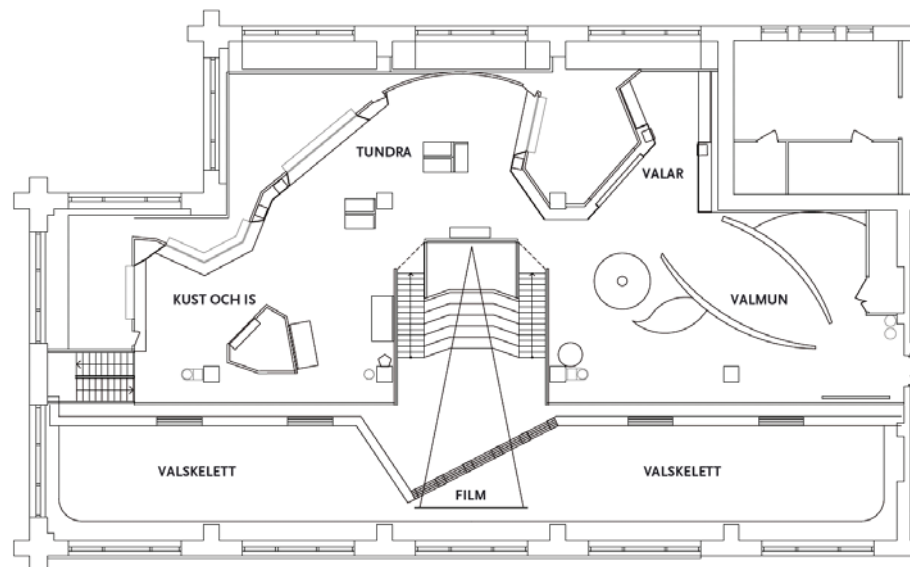 TUNDRA
VALAR
KUST OCH IS
VALMUN
VALSKELETT
VALSKELETT
FILM